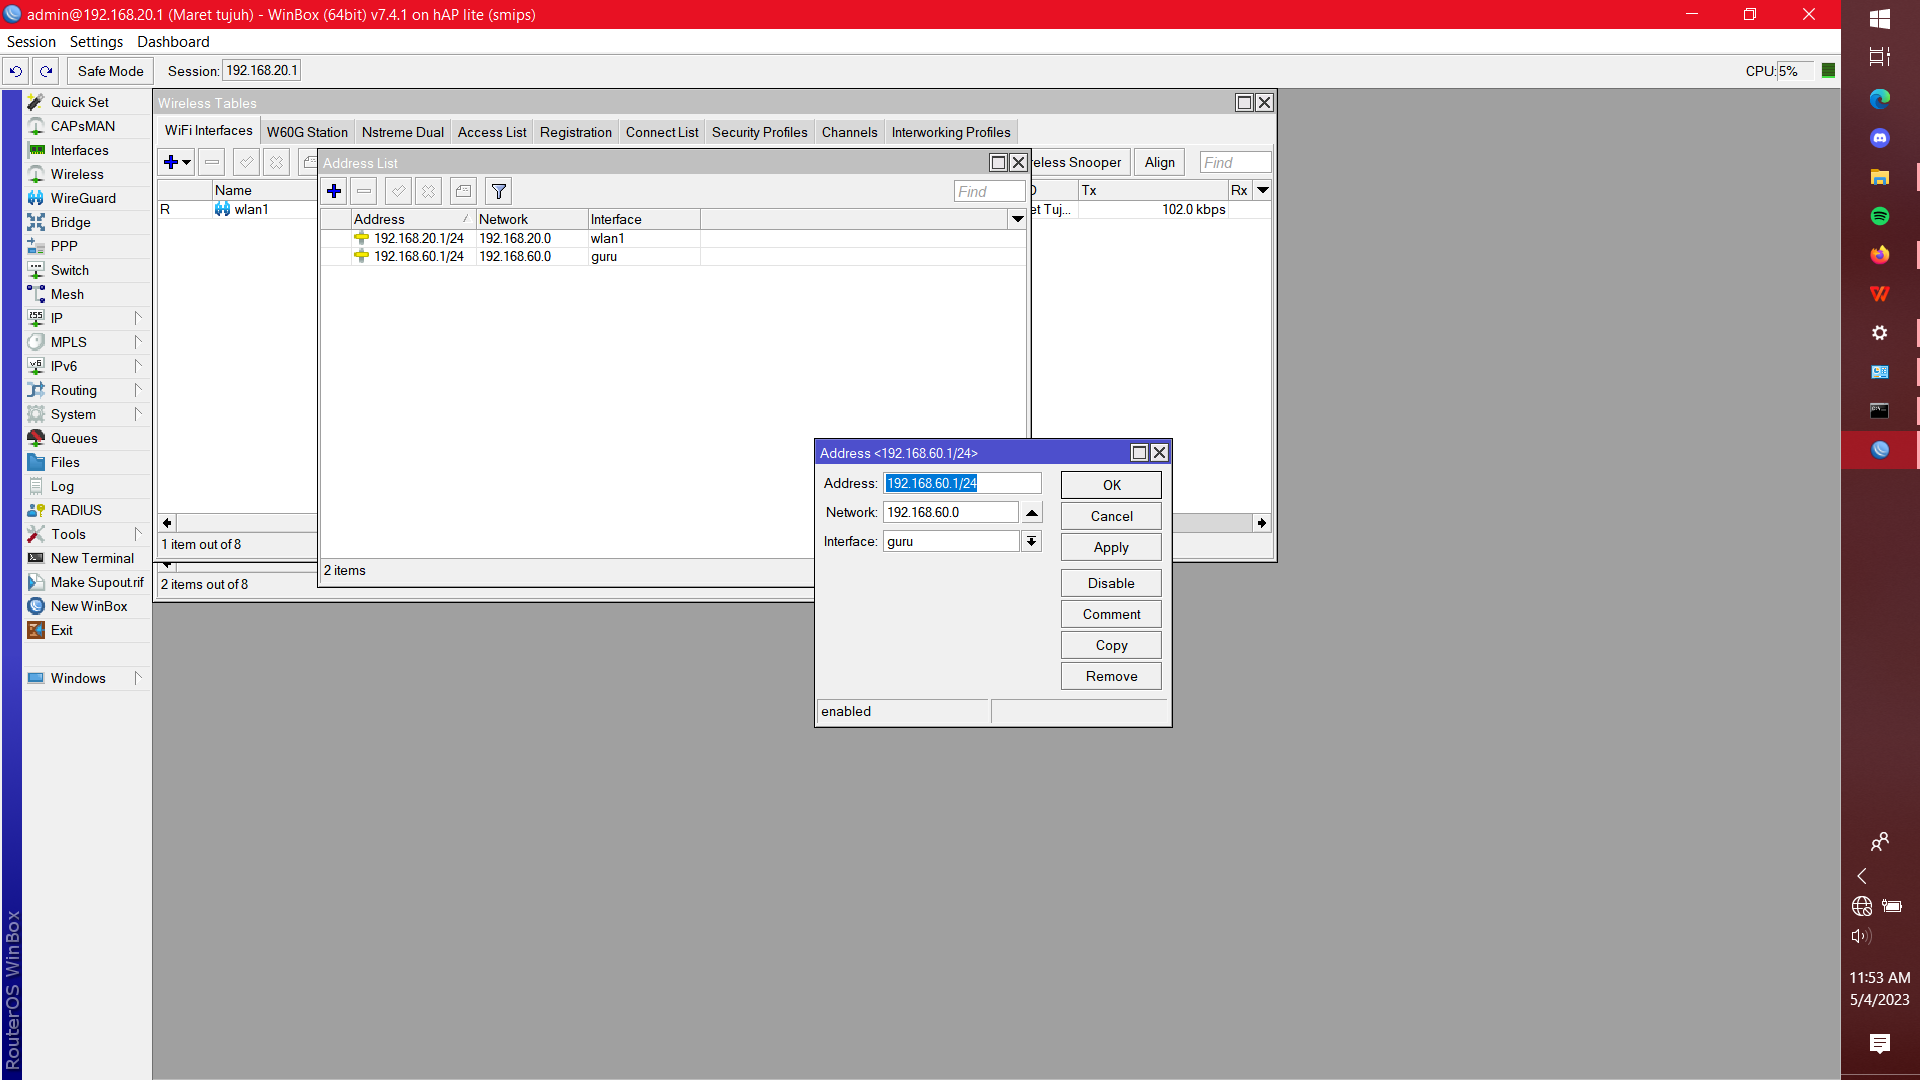 admin@192.168.20.1 (Maret tujuh) - WinBox (64bit) v7.4.1 on hAP lite (smips)
Session Settings Dashboard
Safe Mode Session: 192.168.20.1 CPU: 5%
Quick Set
CAPsMAN
Interfaces
Wireless
WireGuard
Bridge
PPP
Switch
Mesh
IP
MPLS
IPv6
Routing
System
Queues
Files
Log
RADIUS
Tools
New Terminal
Make Supout.rif
New WinBox
Exit
Windows
RouterOS WinBox
Wireless Tables
WiFi Interfaces W60G Station Nstreme Dual Access List Registration Connect List Security Profiles Channels Interworking Profiles
reless Snooper Align Find
Name Tx Rx
R wlan1 et Tuj... 102.0 kbps
1 item out of 8
2 items out of 8
Address List
Find
Address Network Interface
192.168.20.1/24 192.168.20.0 wlan1
192.168.60.1/24 192.168.60.0 guru
2 items
Address <192.168.60.1/24>
Address: 192.168.60.1/24
Network: 192.168.60.0
Interface: guru
OK
Cancel
Apply
Disable
Comment
Copy
Remove
enabled
11:53 AM
5/4/2023